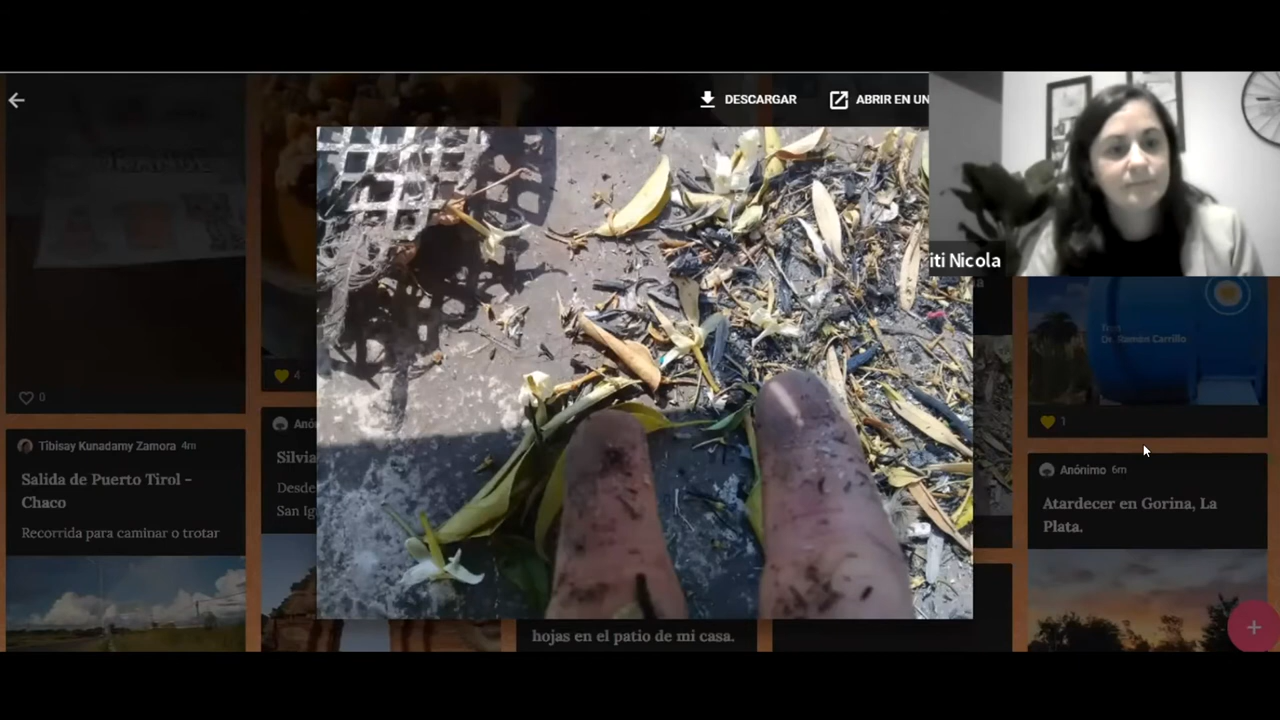 DESCARGAR
ABRIR EN UN
iti Nicola
Dr. Ramón Carrillo
4
0
1
Tibisay Kunadamy Zamora 4m
Salida de Puerto Tirol -
Chaco
Recorrida para caminar o trotar
Anó
Silvia
Desde
San Ig
Anónimo 6m
Atardecer en Gorina, La
Plata.
hojas en el patio de mi casa.